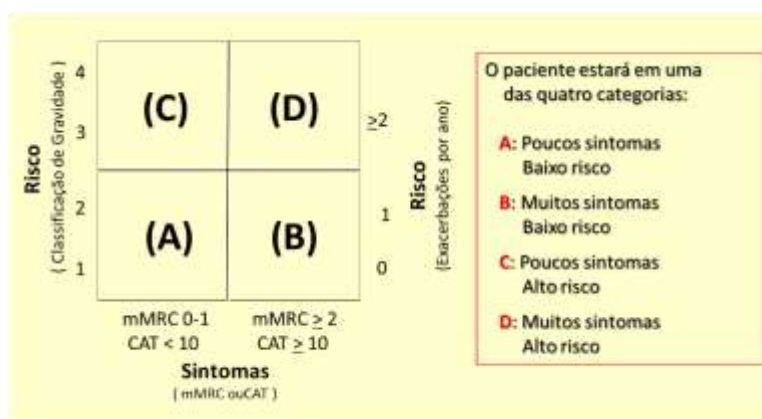 Risco
( Classificação de Gravidade )
4
3
2
1
(C)
(D)
(A)
(B)
≥2
1
0
Risco
(Exacerbações por ano)
mMRC 0-1
CAT < 10
mMRC ≥ 2
CAT ≥ 10
Sintomas
( mMRC ouCAT )
O paciente estará em uma
das quatro categorias:
A: Poucos sintomas
Baixo risco
B: Muitos sintomas
Baixo risco
C: Poucos sintomas
Alto risco
D: Muitos sintomas
Alto risco